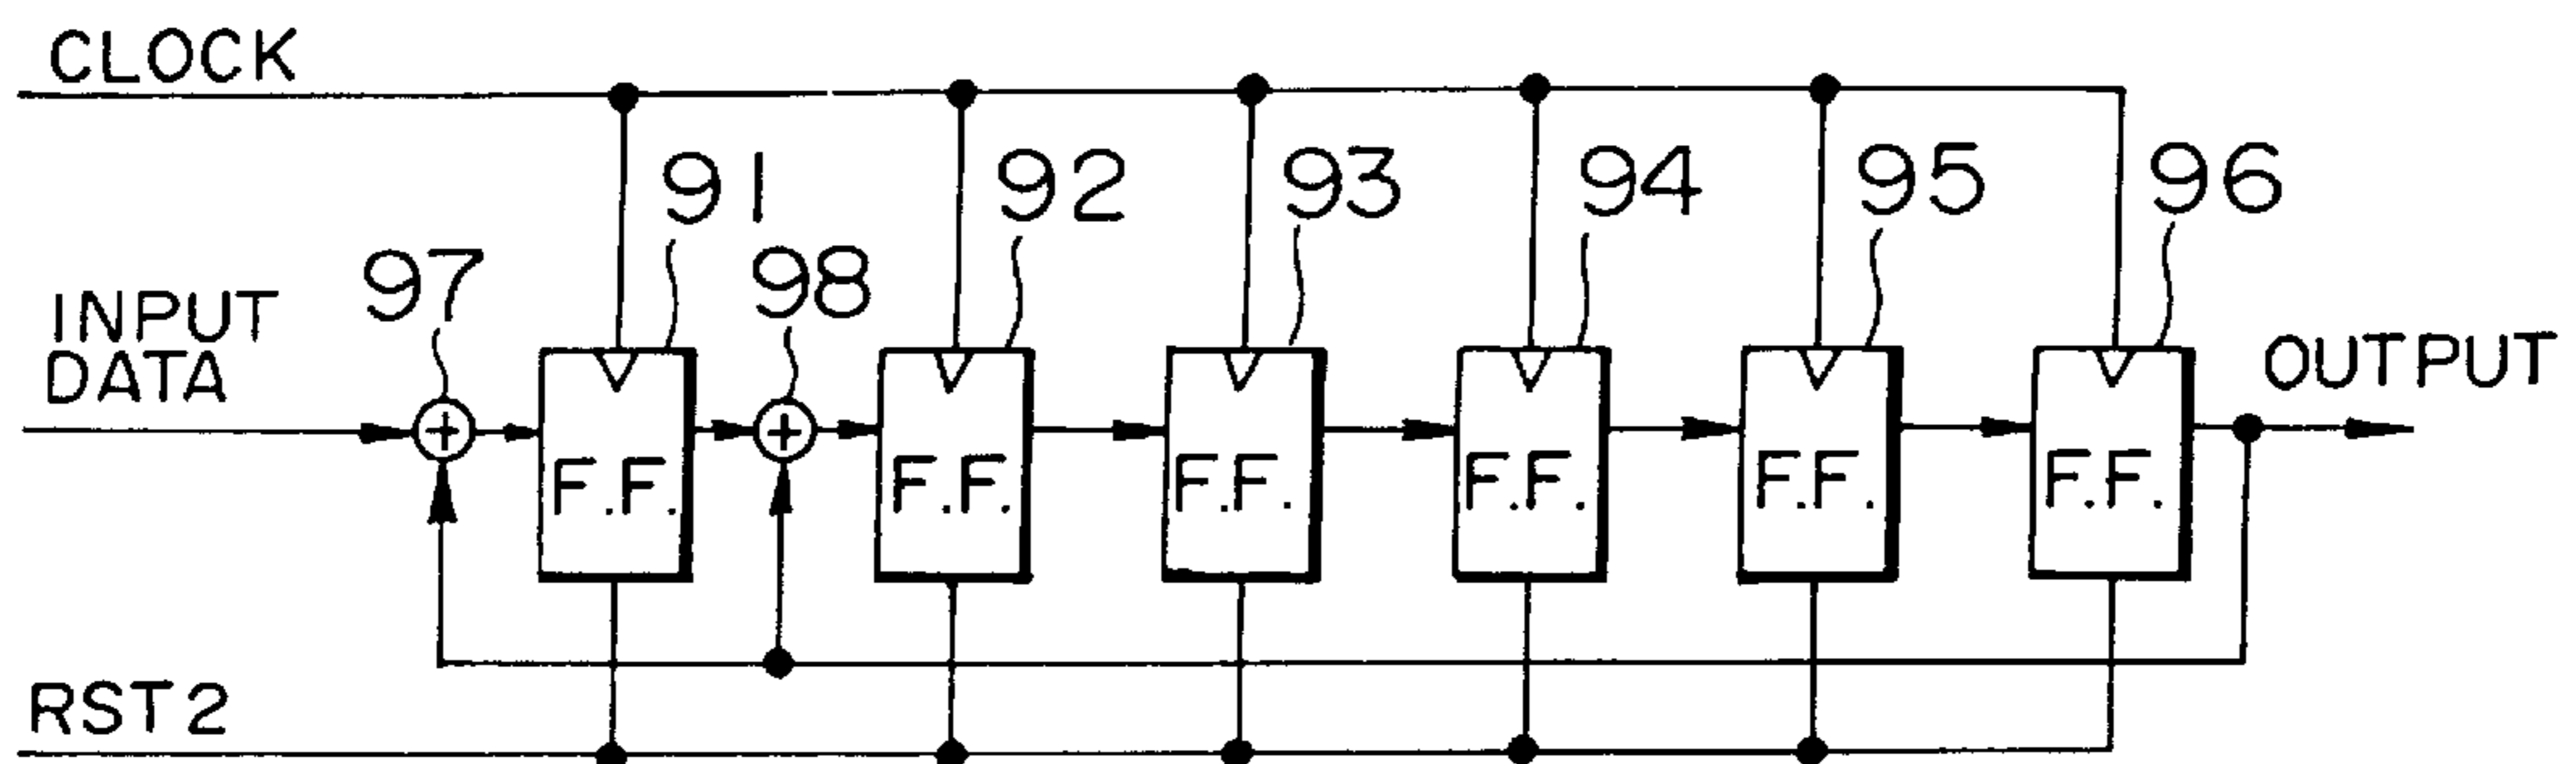 CLOCK
91
92
93
94
95
96
97
98
INPUT
DATA
OUTPUT
F.F.
F.F.
F.F.
F.F.
F.F.
F.F.
RST2